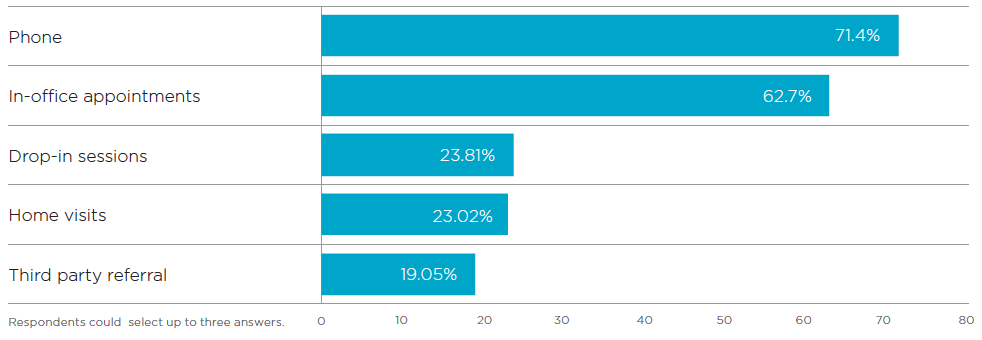 Phone 71.4%
In-office appointments 62.7%
Drop-in sessions 23.81%
Home visits 23.02%
Third party referral 19.05%
Respondents could select up to three answers. 0 10 20 30 40 50 60 70 80